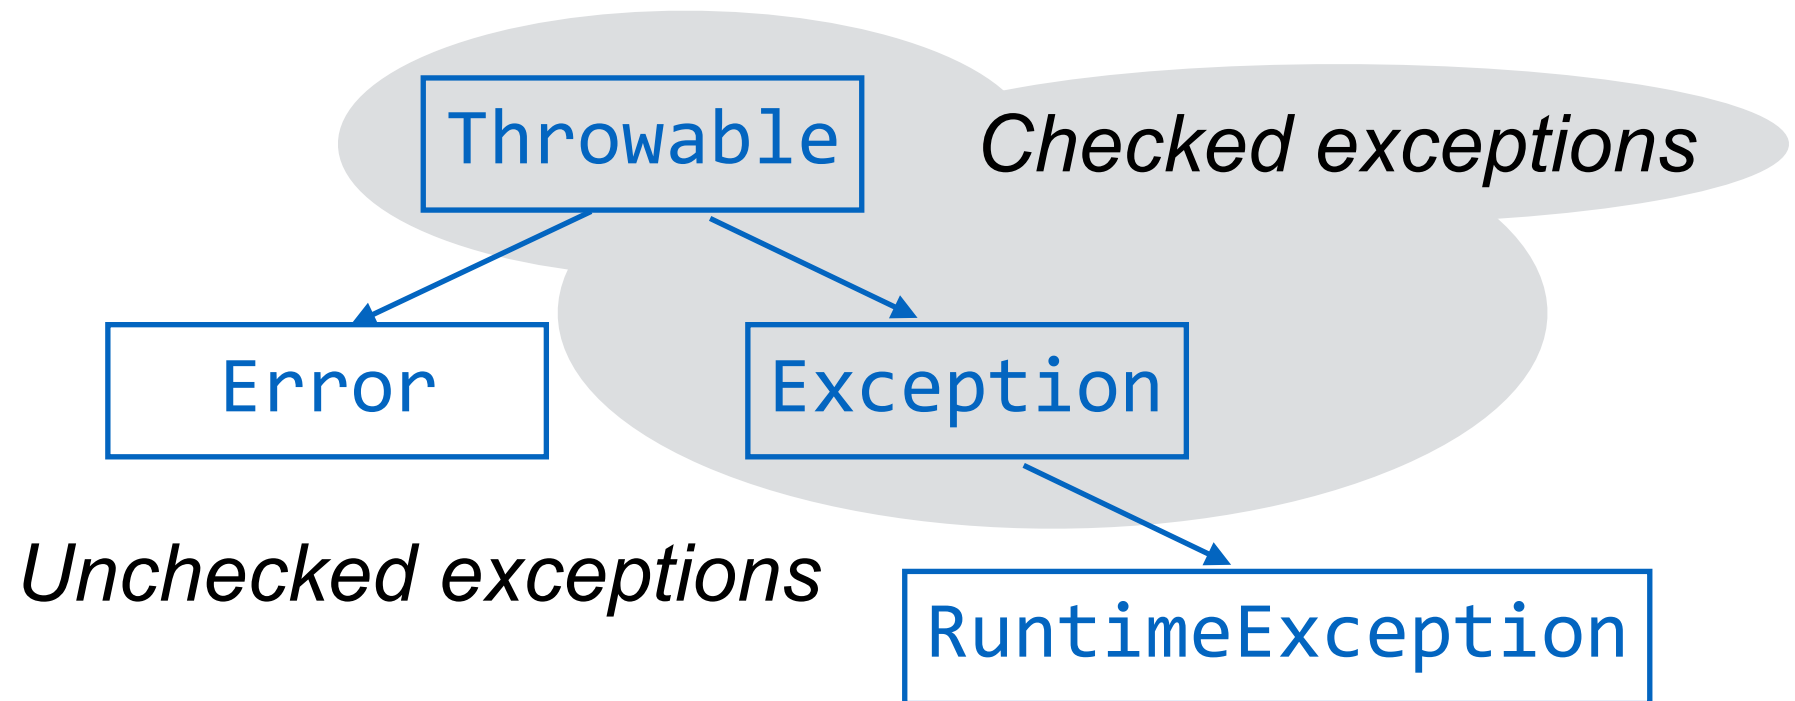 Throwable
Checked exceptions
Error
Exception
Unchecked exceptions
RuntimeException